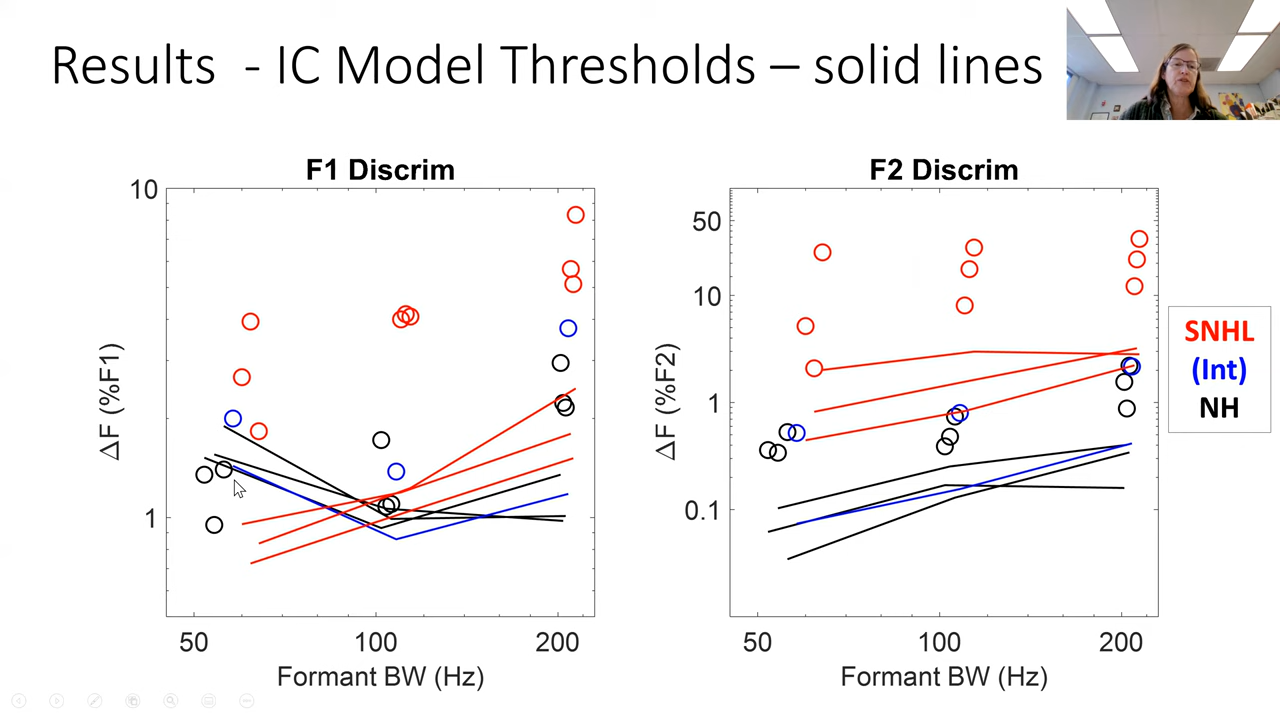 Results - IC Model Thresholds – solid lines
F1 Discrim
10
1
ΔF (%F1)
50 100 200
Formant BW (Hz)
F2 Discrim
50
10
1
0.1
ΔF (%F2)
50 100 200
Formant BW (Hz)
SNHL
(Int)
NH